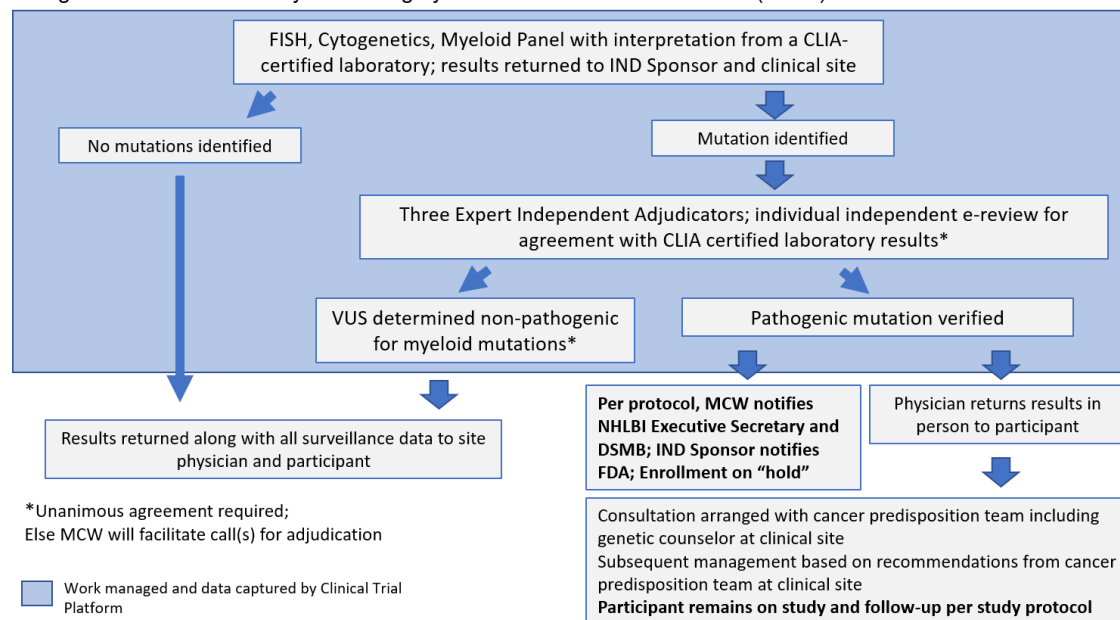 FISH, Cytogenetics, Myeloid Panel with interpretation from a CLIA-
certified laboratory; results returned to IND Sponsor and clinical site
No mutations identified
Mutation identified
Three Expert Independent Adjudicators; individual independent e-review for
agreement with CLIA certified laboratory results*
VUS determined non-pathogenic
for myeloid mutations*
Pathogenic mutation verified
Results returned along with all surveillance data to site
physician and participant
Per protocol, MCW notifies
NHLBI Executive Secretary and
DSMB; IND Sponsor notifies
FDA; Enrollment on “hold”
Physician returns results in
person to participant
*Unanimous agreement required;
Else MCW will facilitate call(s) for adjudication
Consultation arranged with cancer predisposition team including
genetic counselor at clinical site
Subsequent management based on recommendations from cancer
predisposition team at clinical site
Participant remains on study and follow-up per study protocol
Work managed and data captured by Clinical Trial
Platform